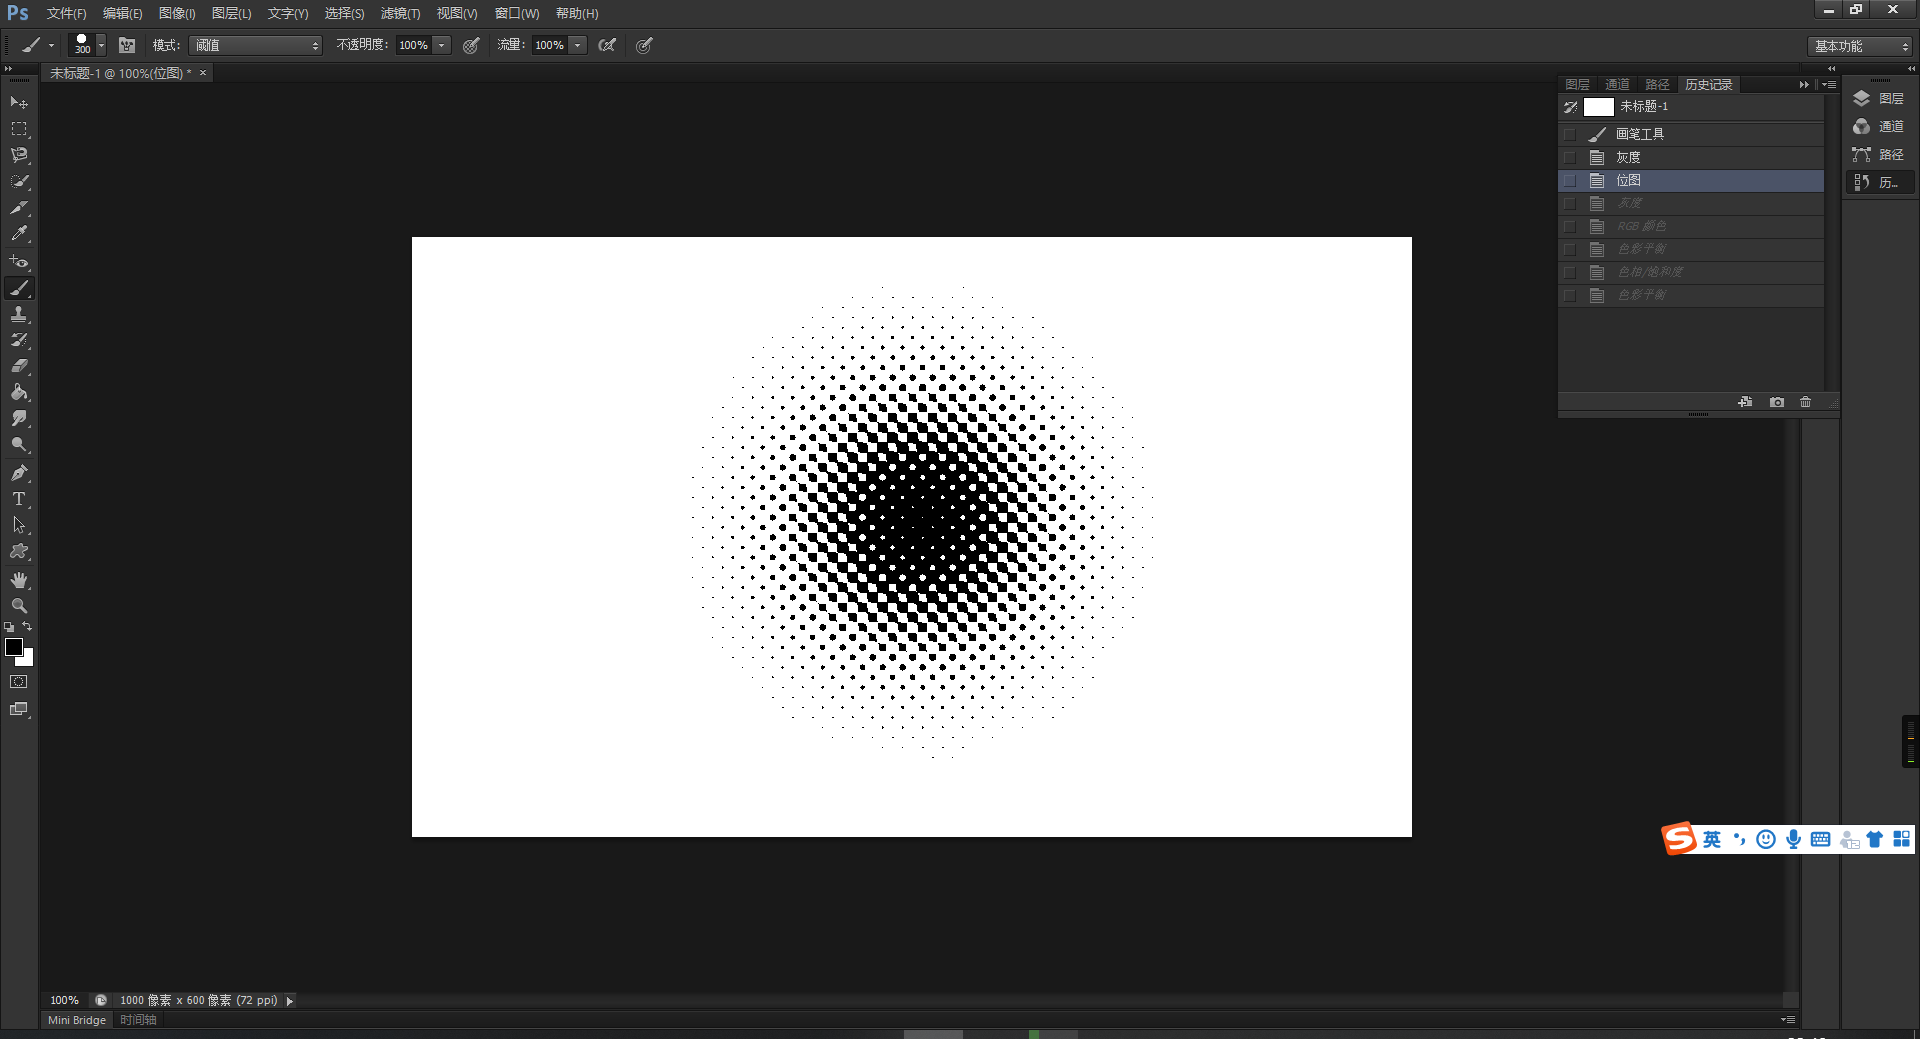 Ps 文件(F) 编辑(E) 图像(I) 图层(L) 文字(Y) 选择(S) 滤镜(T) 视图(V) 窗口(W) 帮助(H)
300 模式: 阈值 不透明度: 100% 流量: 100% 基本功能
未标题-1 @ 100%(位图) * ×
图层 通道 路径 历史记录
未标题-1
画笔工具
灰度
位图
灰度
RGB 颜色
色彩平衡
色相/饱和度
色彩平衡
图层
通道
路径
历...
T
S 英
100% 1000 像素 x 600 像素 (72 ppi)
Mini Bridge 时间轴